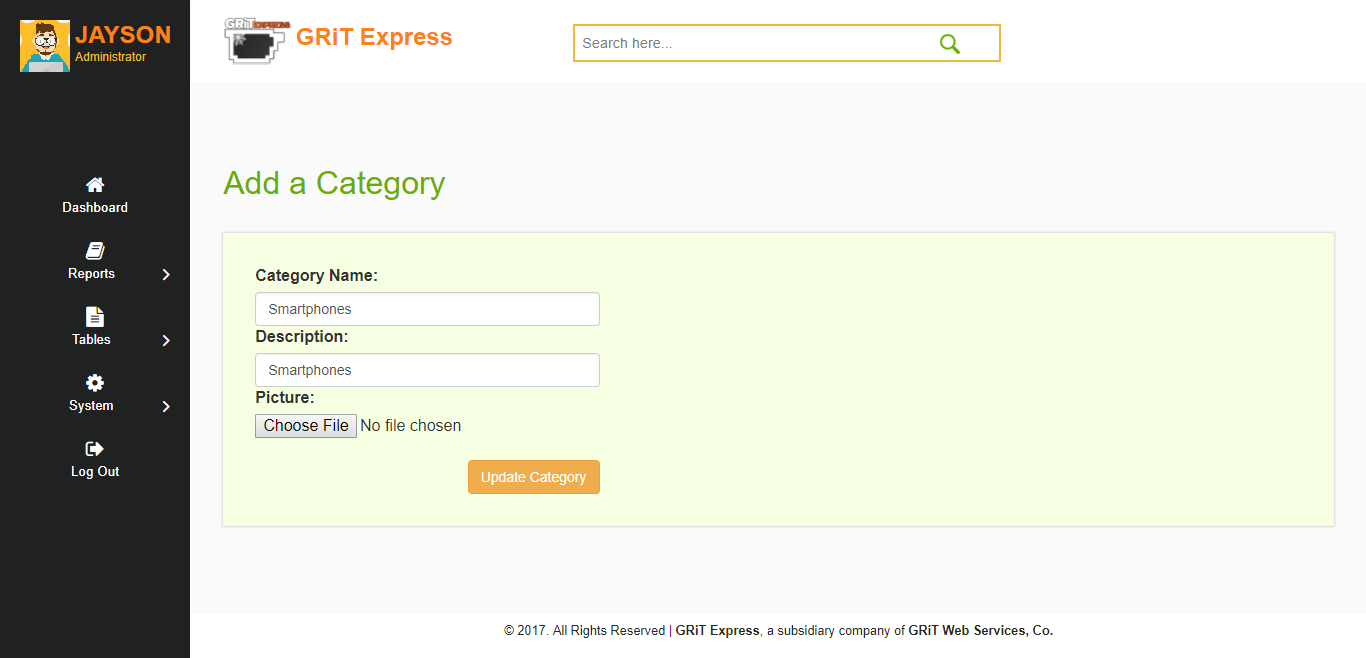 JAYSON
Administrator
GRiT EXPRESS
GRiT Express
Search here...
Dashboard
Reports
Tables
System
Log Out
Add a Category
Category Name:
Smartphones
Description:
Smartphones
Picture:
Choose File No file chosen
Update Category
© 2017. All Rights Reserved | GRiT Express, a subsidiary company of GRiT Web Services, Co.